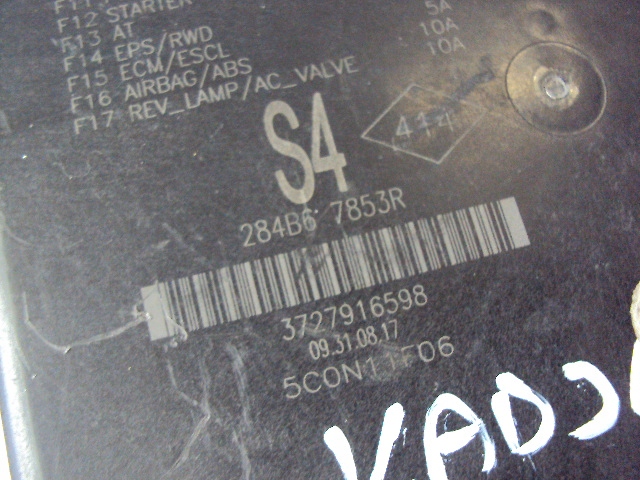 F12 STARTER
F13 AT 5A
F14 EPS/RWD 10A
F15 ECM/ESCL 10A
F16 AIRBAG/ABS
F17 REV_LAMP/AC_VALVE
S4
414
284B6 7853R
3727916598
09.31.08.17